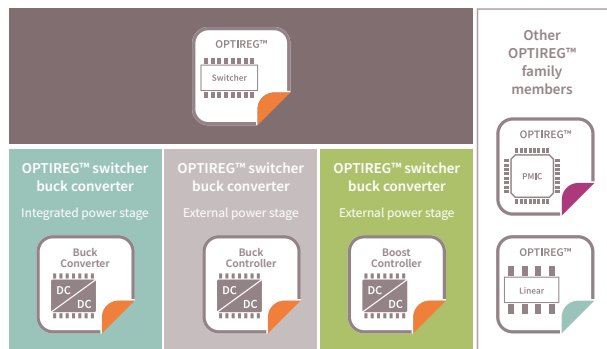 OPTIREG™
Switcher
OPTIREG™ switcher
buck converter
Integrated power stage
Buck
Converter
DC
DC
OPTIREG™ switcher
buck converter
External power stage
Buck
Controller
DC
DC
OPTIREG™ switcher
buck converter
External power stage
Boost
Controller
DC
DC
Other
OPTIREG™
family
members
OPTIREG™
PMIC
OPTIREG™
Linear